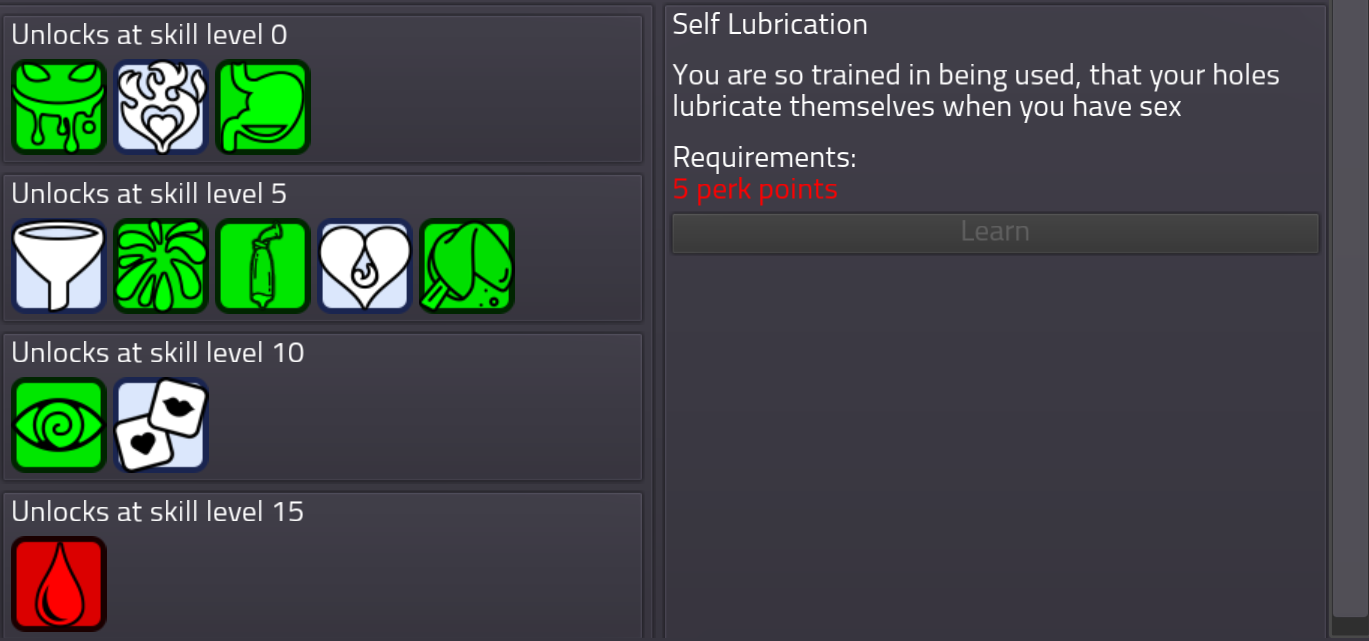 Unlocks at skill level 0
Unlocks at skill level 5
Unlocks at skill level 10
Unlocks at skill level 15
Self Lubrication
You are so trained in being used, that your holes
lubricate themselves when you have sex
Requirements:
5 perk points
Learn